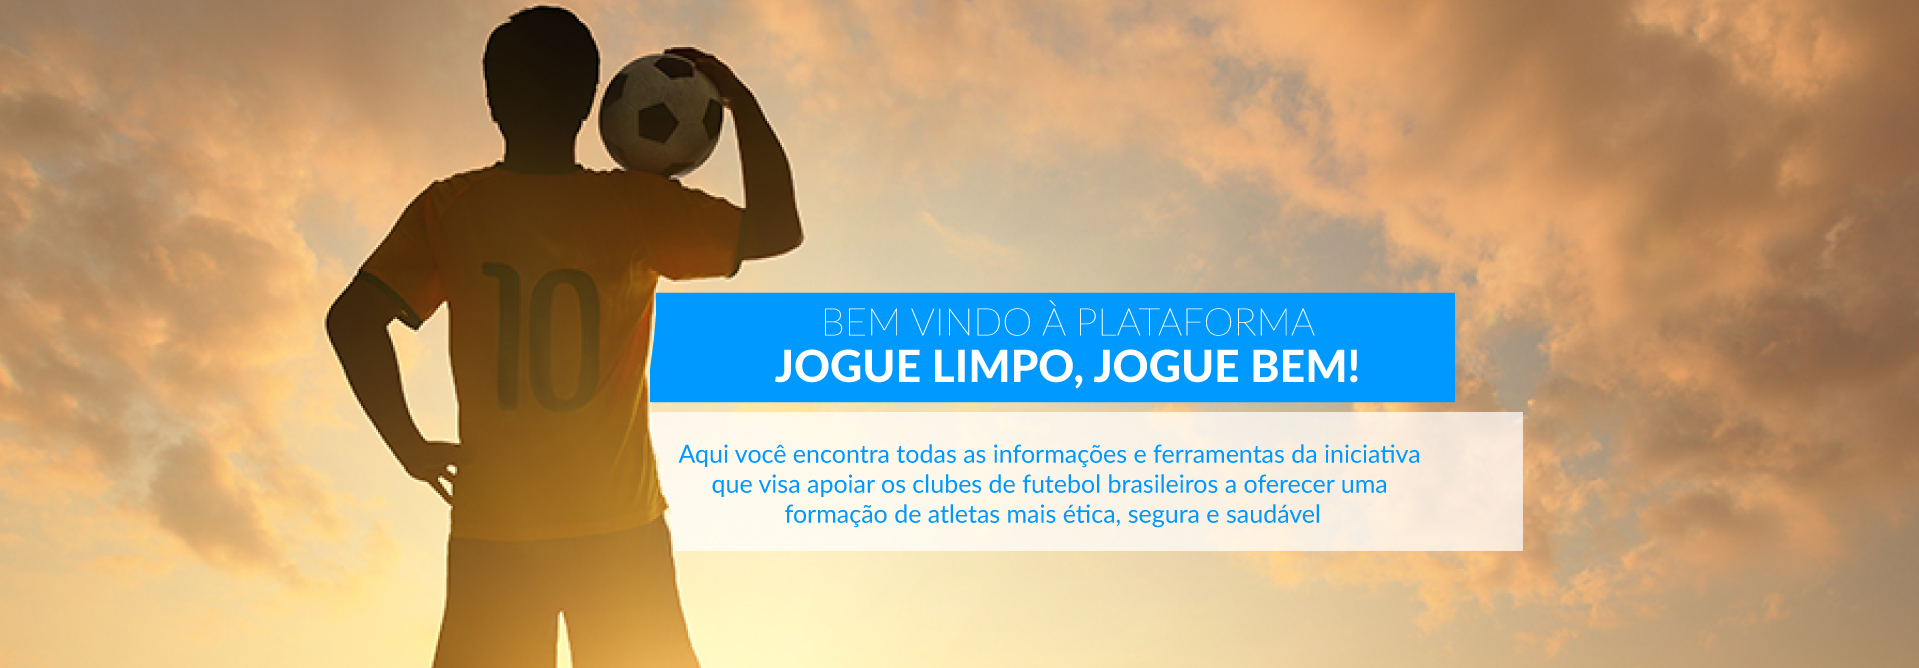 10
BEM VINDO À PLATAFORMA
JOGUE LIMPO, JOGUE BEM!
Aqui você encontra todas as informações e ferramentas da iniciativa
que visa apoiar os clubes de futebol brasileiros a oferecer uma
formação de atletas mais ética, segura e saudável